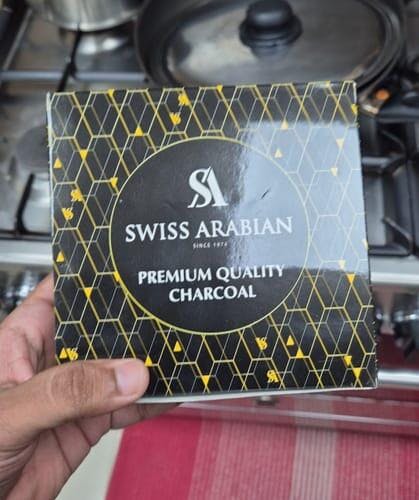 SA
SWISS ARABIAN
SINCE 1974
PREMIUM QUALITY
CHARCOAL